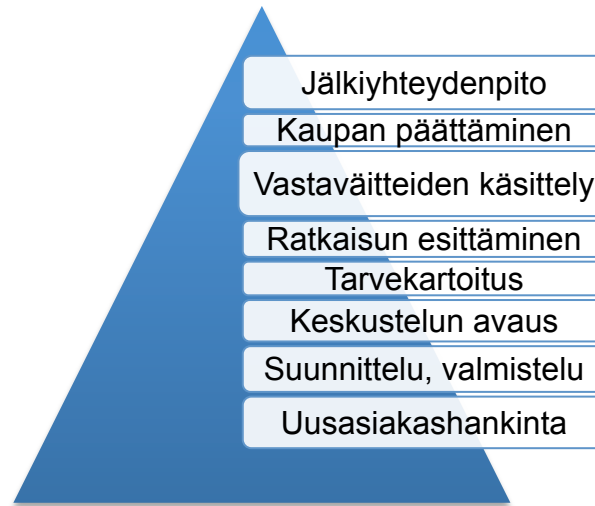 Jälkiyhteydenpito
Kaupan päättäminen
Vastaväitteiden käsittely
Ratkaisun esittäminen
Tarvekartoitus
Keskustelun avaus
Suunnittelu, valmistelu
Uusasiakashankinta